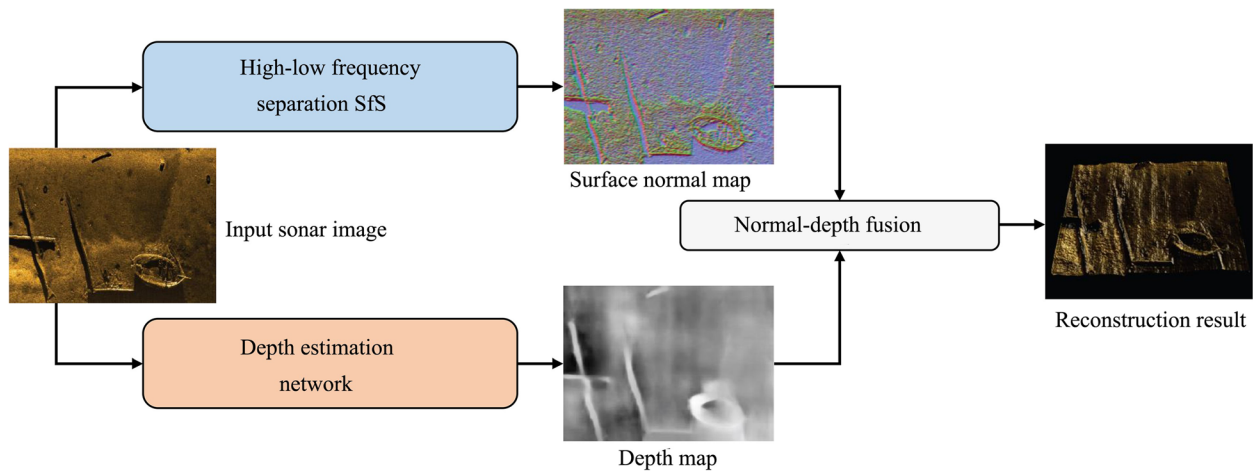 High-low frequency
separation SfS
Surface normal map
Input sonar image
Normal-depth fusion
Reconstruction result
Depth estimation
network
Depth map